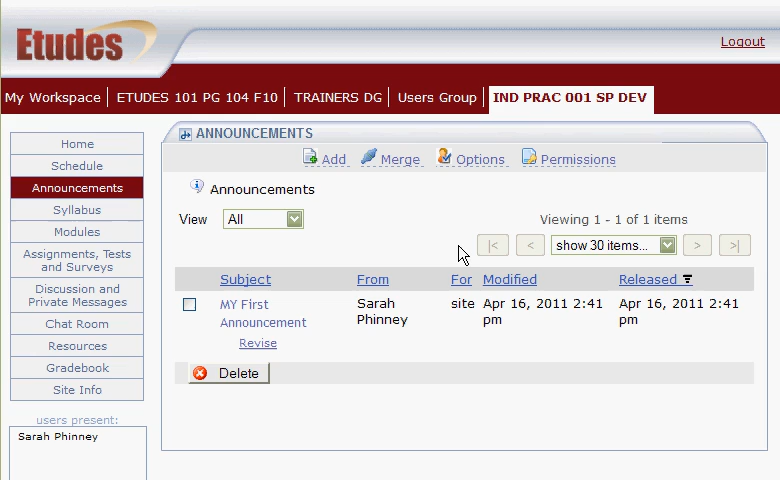 Etudes
Logout
My Workspace
ETUDES 101 PG 104 F10
TRAINERS DG
Users Group
IND PRAC 001 SP DEV
Home
Schedule
Announcements
Syllabus
Modules
Assignments, Tests
and Surveys
Discussion and
Private Messages
Chat Room
Resources
Gradebook
Site Info
users present:
Sarah Phinney
ANNOUNCEMENTS
Add
Merge
Options
Permissions
Announcements
View
All
Viewing 1 - 1 of 1 items
|<
<
show 30 items...
>
>|
Subject
From
For
Modified
Released
MY First
Announcement
Revise
Sarah
Phinney
site
Apr 16, 2011 2:41
pm
Apr 16, 2011 2:41
pm
Delete